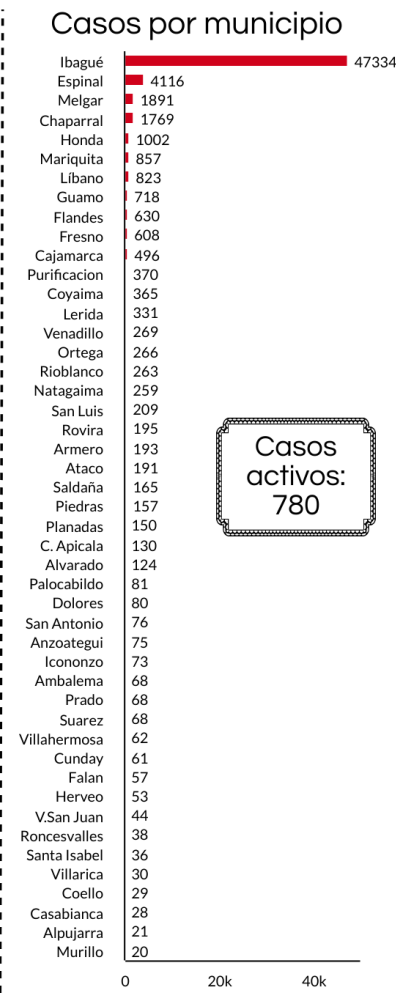 Casos por municipio
Ibagué 47334
Espinal 4116
Melgar 1891
Chaparral 1769
Honda 1002
Mariquita 857
Líbano 823
Guamo 718
Flandes 630
Fresno 608
Cajamarca 496
Purificacion 370
Coyaima 365
Lerida 331
Venadillo 269
Ortega 266
Rioblanco 263
Natagaima 259
San Luis 209
Rovira 195
Armero 193
Ataco 191
Saldaña 165
Piedras 157
Planadas 150
C. Apicala 130
Alvarado 124
Palocabildo 81
Dolores 80
San Antonio 76
Anzoategui 75
Icononzo 73
Ambalema 68
Prado 68
Suarez 68
Villahermosa 62
Cunday 61
Falan 57
Herveo 53
V.San Juan 44
Roncesvalles 38
Santa Isabel 36
Villarica 30
Coello 29
Casabianca 28
Alpujarra 21
Murillo 20
0 20k 40k
Casos
activos:
780